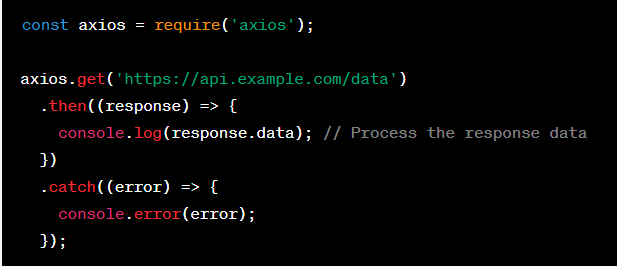 const axios = require('axios');
axios.get('https://api.example.com/data')
.then((response) => {
console.log(response.data); // Process the response data
})
.catch((error) => {
console.error(error);
});